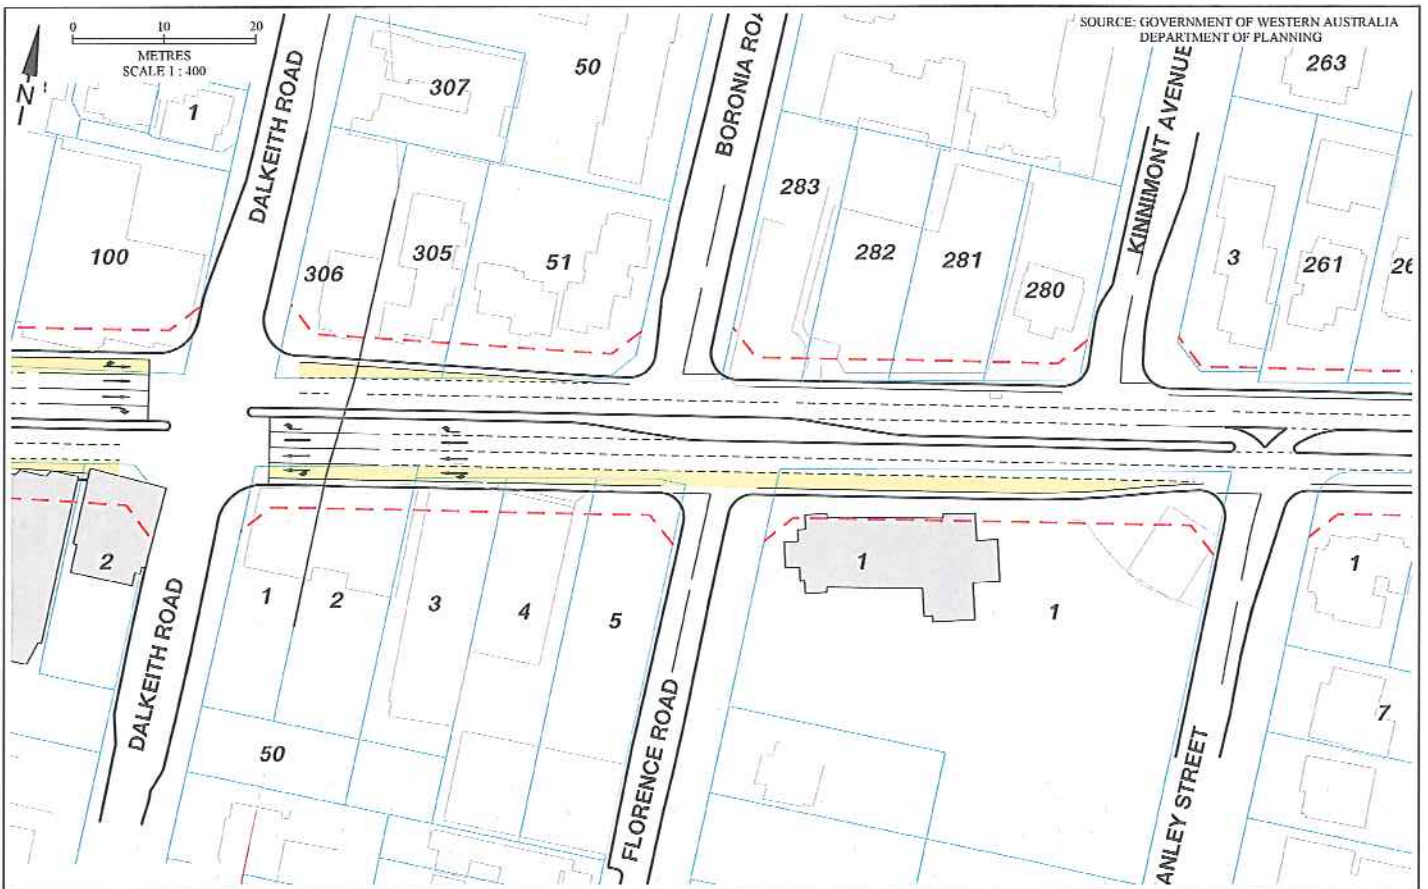 0 10 20
METRES
SCALE 1 : 400
N
SOURCE: GOVERNMENT OF WESTERN AUSTRALIA
DEPARTMENT OF PLANNING
1
DALKEITH ROAD
307
50
BORONIA ROA
KINNIMONT AVENUE
263
100
306
305
51
283
282
281
280
3
261
26
2
DALKEITH ROAD
1
2
3
4
5
50
FLORENCE ROAD
1
1
ANLEY STREET
1
7